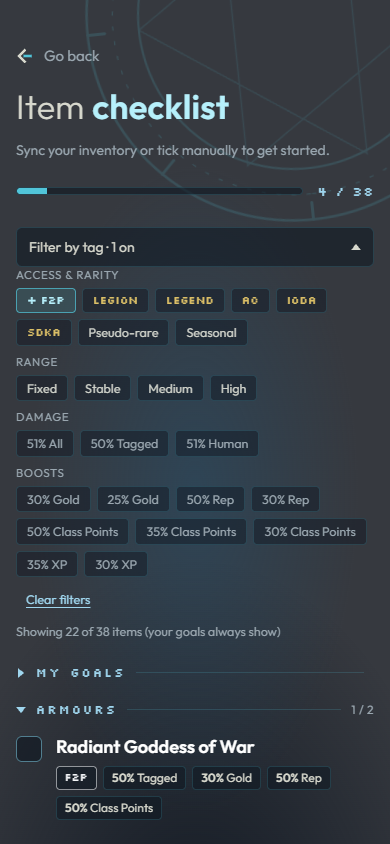 Go back
Item checklist
Sync your inventory or tick manually to get started.
4 / 38
Filter by tag · 1 on
ACCESS & RARITY
+ F2P LEGION LEGEND AC IODA
SDKA Pseudo-rare Seasonal
RANGE
Fixed Stable Medium High
DAMAGE
51% All 50% Tagged 51% Human
BOOSTS
30% Gold 25% Gold 50% Rep 30% Rep
50% Class Points 35% Class Points 30% Class Points
35% XP 30% XP
Clear filters
Showing 22 of 38 items (your goals always show)
MY GOALS
ARMOURS 1 / 2
Radiant Goddess of War
F2P 50% Tagged 30% Gold 50% Rep
50% Class Points